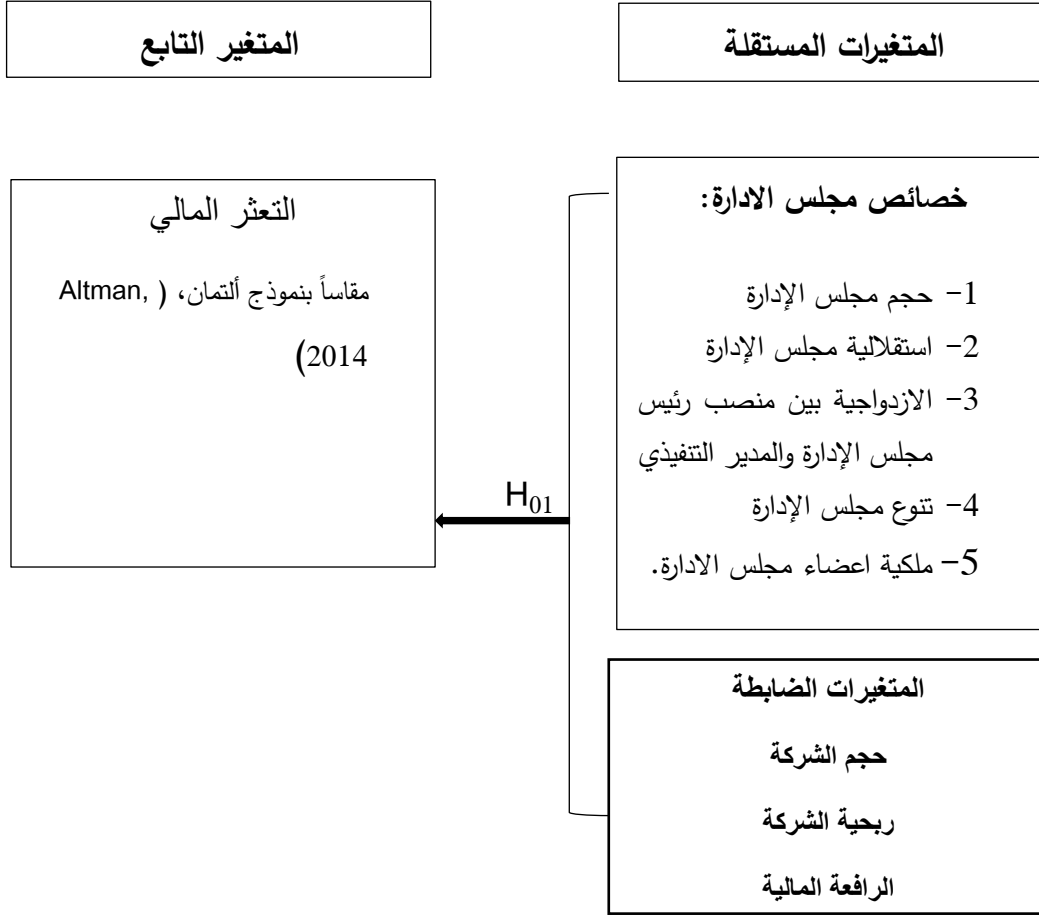 المتغيرات المستقلة
المتغير التابع
خصائص مجلس الادارة:
1- حجم مجلس الإدارة
2- استقلالية مجلس الإدارة
3- الازدواجية بين منصب رئيس
مجلس الإدارة والمدير التنفيذي
4- تنوع مجلس الإدارة
5- ملكية اعضاء مجلس الادارة.
المتغيرات الضابطة
حجم الشركة
ربحية الشركة
الرافعة المالية
H01
التعثر المالي
مقاساً بنموذج ألتمان، ( Altman,
2014)